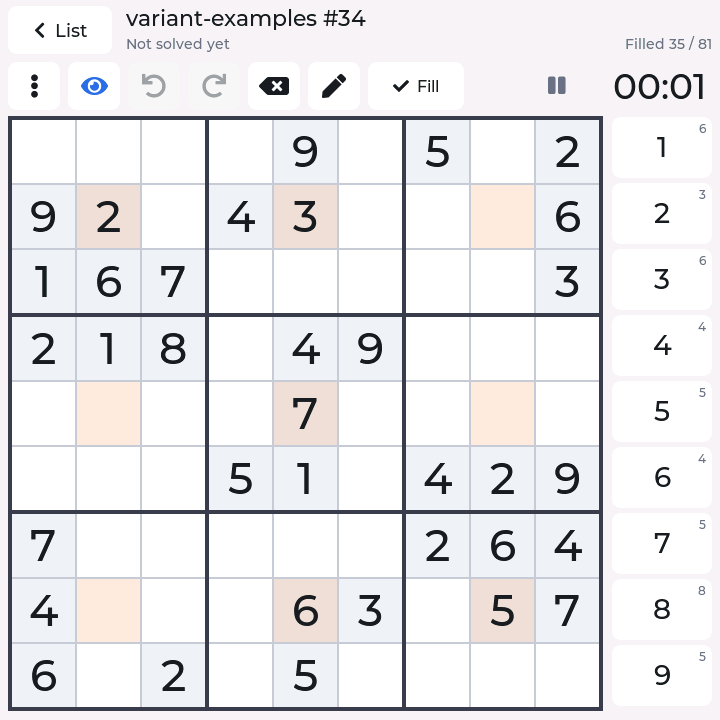 List
variant-examples #34
Not solved yet
Filled 35 / 81
Fill
00:01
9 5 2
9 2 4 3 6
1 6 7 3
2 1 8 4 9
7
5 1 4 2 9
7 2 6 4
4 6 3 5 7
6 2 5
1 6
2 3
3 6
4 4
5 5
6 4
7 5
8 8
9 5